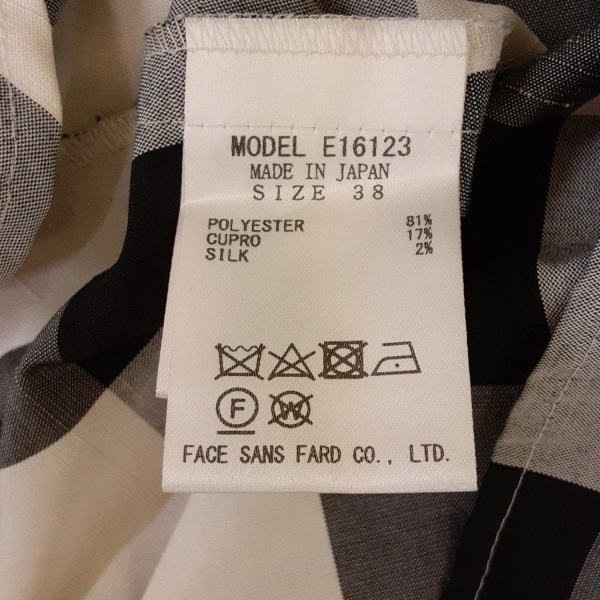 MODEL E16123
MADE IN JAPAN
SIZE 38
POLYESTER 81%
CUPRO 17%
SILK 2%
F W
FACE SANS FARD CO., LTD.